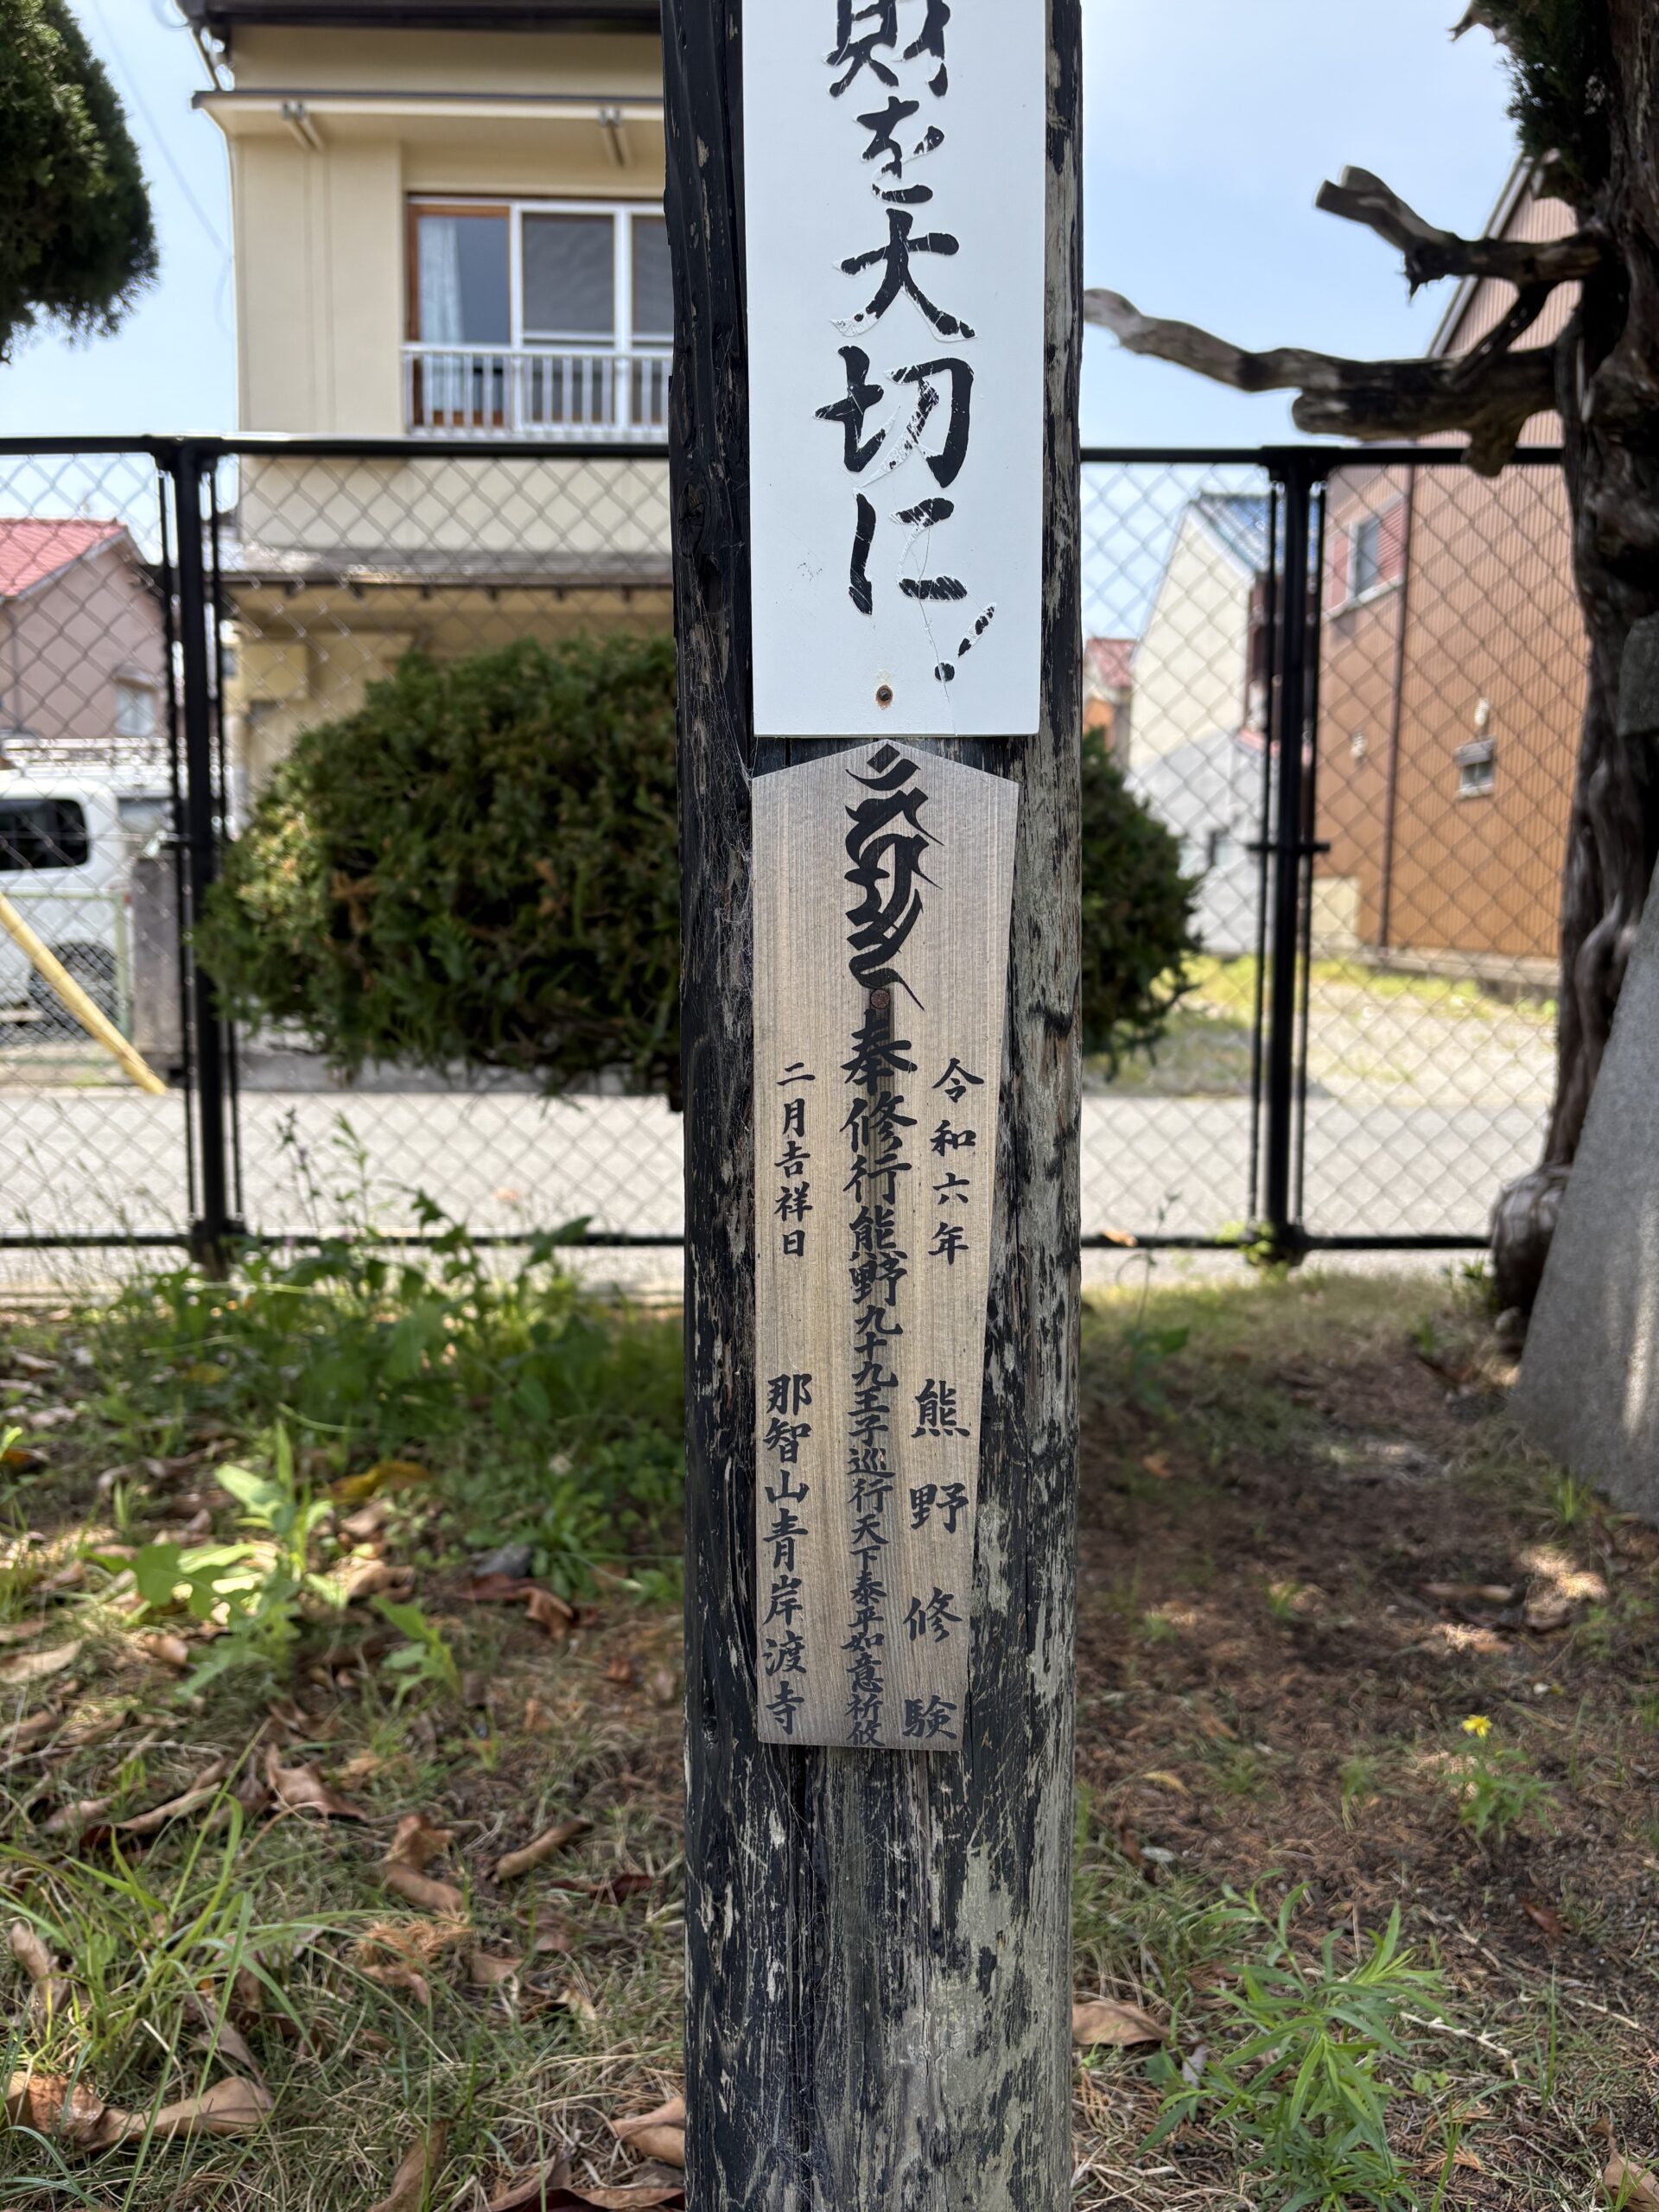 財を大切に!
奉修行熊野九十九王子巡行天下泰平如意祈攸
令和六年
二月吉祥日
熊野修験
那智山青岸渡寺